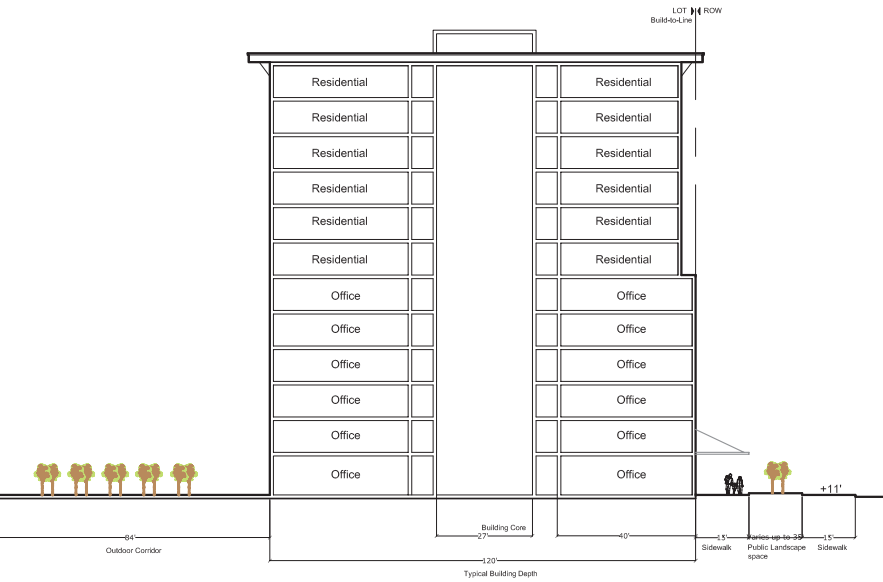 LOT ROW
Build-to-Line
Residential Residential
Residential Residential
Residential Residential
Residential Residential
Residential Residential
Residential Residential
Office Office
Office Office
Office Office
Office Office
Office Office
Office Office
+11'
84' 27' 40' 15' Varies up to 35' 15'
Building Core
Outdoor Corridor Sidewalk Public Landscape Sidewalk
space
120'
Typical Building Depth